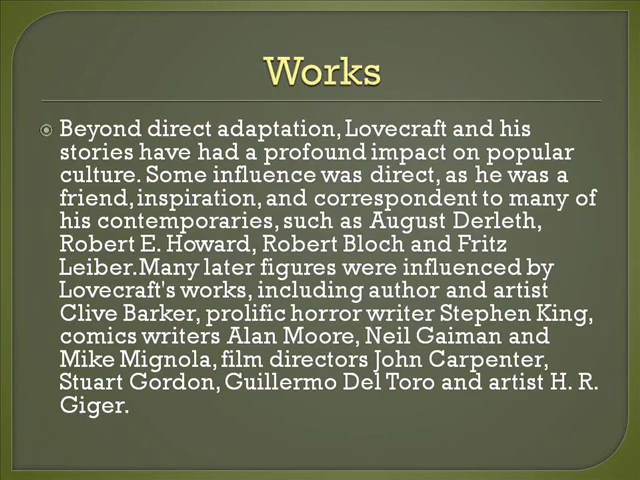 Works
Beyond direct adaptation, Lovecraft and his
stories have had a profound impact on popular
culture. Some influence was direct, as he was a
friend, inspiration, and correspondent to many of
his contemporaries, such as August Derleth,
Robert E. Howard, Robert Bloch and Fritz
Leiber.Many later figures were influenced by
Lovecraft's works, including author and artist
Clive Barker, prolific horror writer Stephen King,
comics writers Alan Moore, Neil Gaiman and
Mike Mignola, film directors John Carpenter,
Stuart Gordon, Guillermo Del Toro and artist H. R.
Giger.